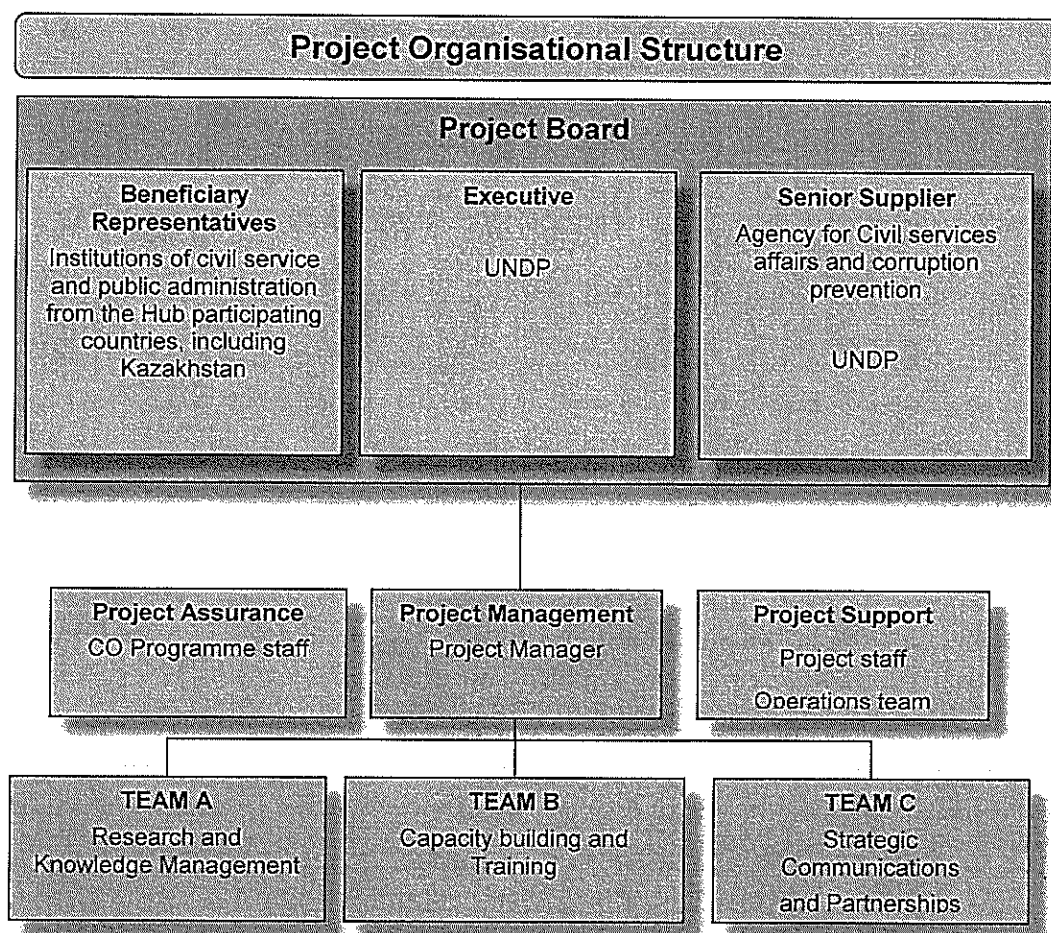 Project Organisational Structure
Project Board
Beneficiary
Representatives
Institutions of civil service
and public administration
from the Hub participating
countries, including
Kazakhstan
Executive
UNDP
Senior Supplier
Agency for Civil services
affairs and corruption
prevention
UNDP
Project Assurance
CO Programme staff
Project Management
Project Manager
Project Support
Project staff
Operations team
TEAM A
Research and
Knowledge Management
TEAM B
Capacity building and
Training
TEAM C
Strategic
Communications
and Partnerships